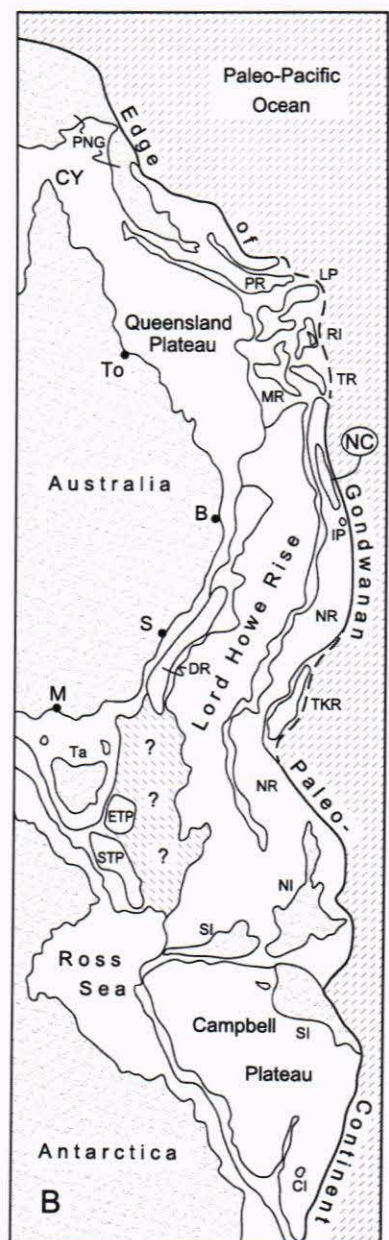 Paleo-Pacific
Ocean
Edge of Gondwanan Paleo-Continent
PNG
CY
PR
LP
Queensland
Plateau
RI
To
TR
MR
NC
Australia
B
IP
Lord Howe Rise
S
NR
DR
M
TKR
Ta
?
NR
?
ETP
STP
?
NI
SI
Ross
Sea
Campbell
SI
Plateau
Antarctica
CI
B